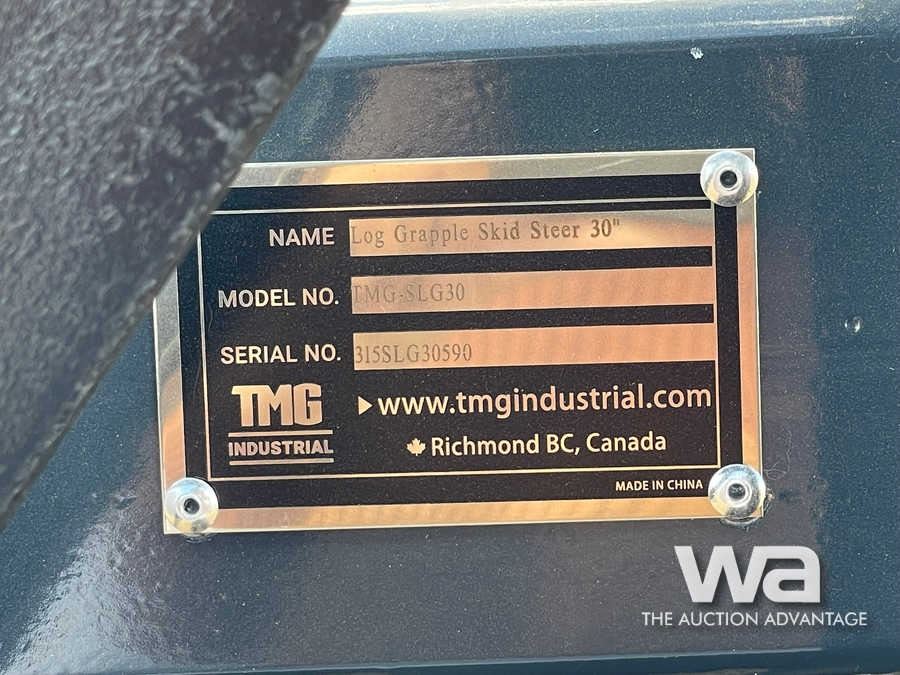 NAME Log Grapple Skid Steer 30"
MODEL NO. TMG-SLG30
SERIAL NO. 315SLG30590
TMG
INDUSTRIAL
www.tmgindustrial.com
Richmond BC, Canada
MADE IN CHINA
wa
THE AUCTION ADVANTAGE